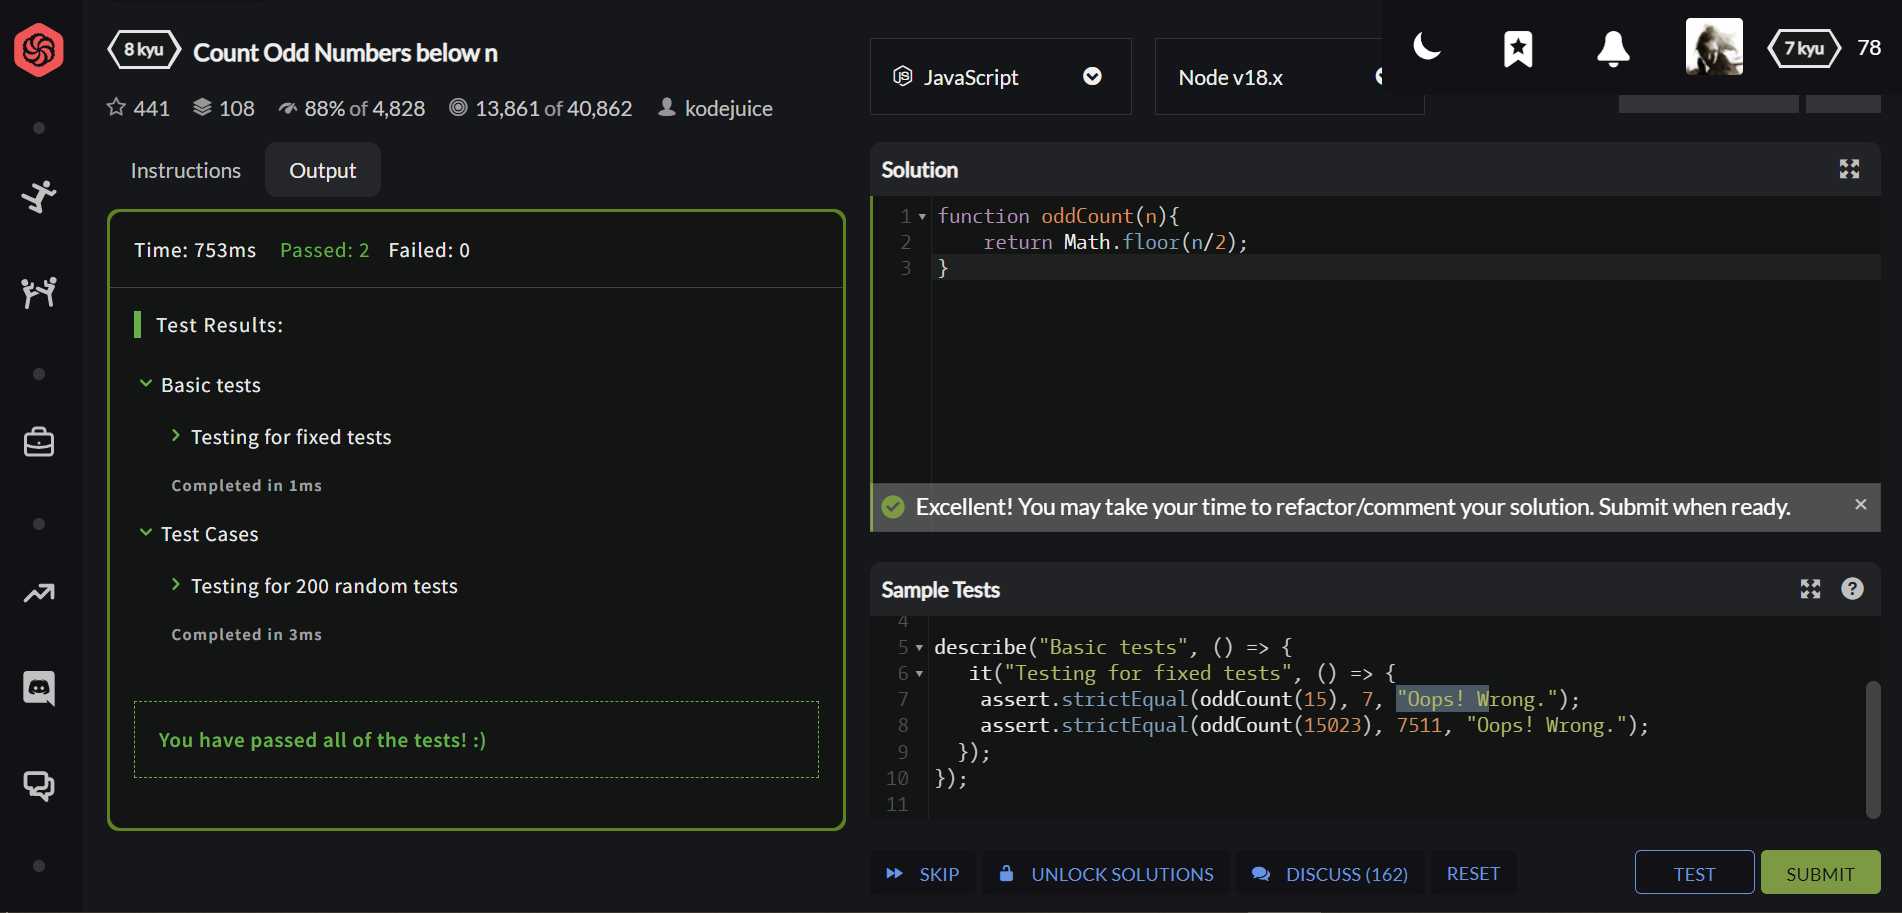 8 kyu
Count Odd Numbers below n
441 108 88% of 4,828 13,861 of 40,862 kodejuice
JavaScript
Node v18.x
7 kyu
78
Instructions
Output
Time: 753ms Passed: 2 Failed: 0
Test Results:
Basic tests
Testing for fixed tests
Completed in 1ms
Test Cases
Testing for 200 random tests
Completed in 3ms
You have passed all of the tests! :)
Solution
1 function oddCount(n){
2 return Math.floor(n/2);
3 }
Excellent! You may take your time to refactor/comment your solution. Submit when ready.
Sample Tests
4
5 describe("Basic tests", () => {
6 it("Testing for fixed tests", () => {
7 assert.strictEqual(oddCount(15), 7, "Oops! Wrong.");
8 assert.strictEqual(oddCount(15023), 7511, "Oops! Wrong.");
9 });
10 });
11
SKIP
UNLOCK SOLUTIONS
DISCUSS (162)
RESET
TEST
SUBMIT